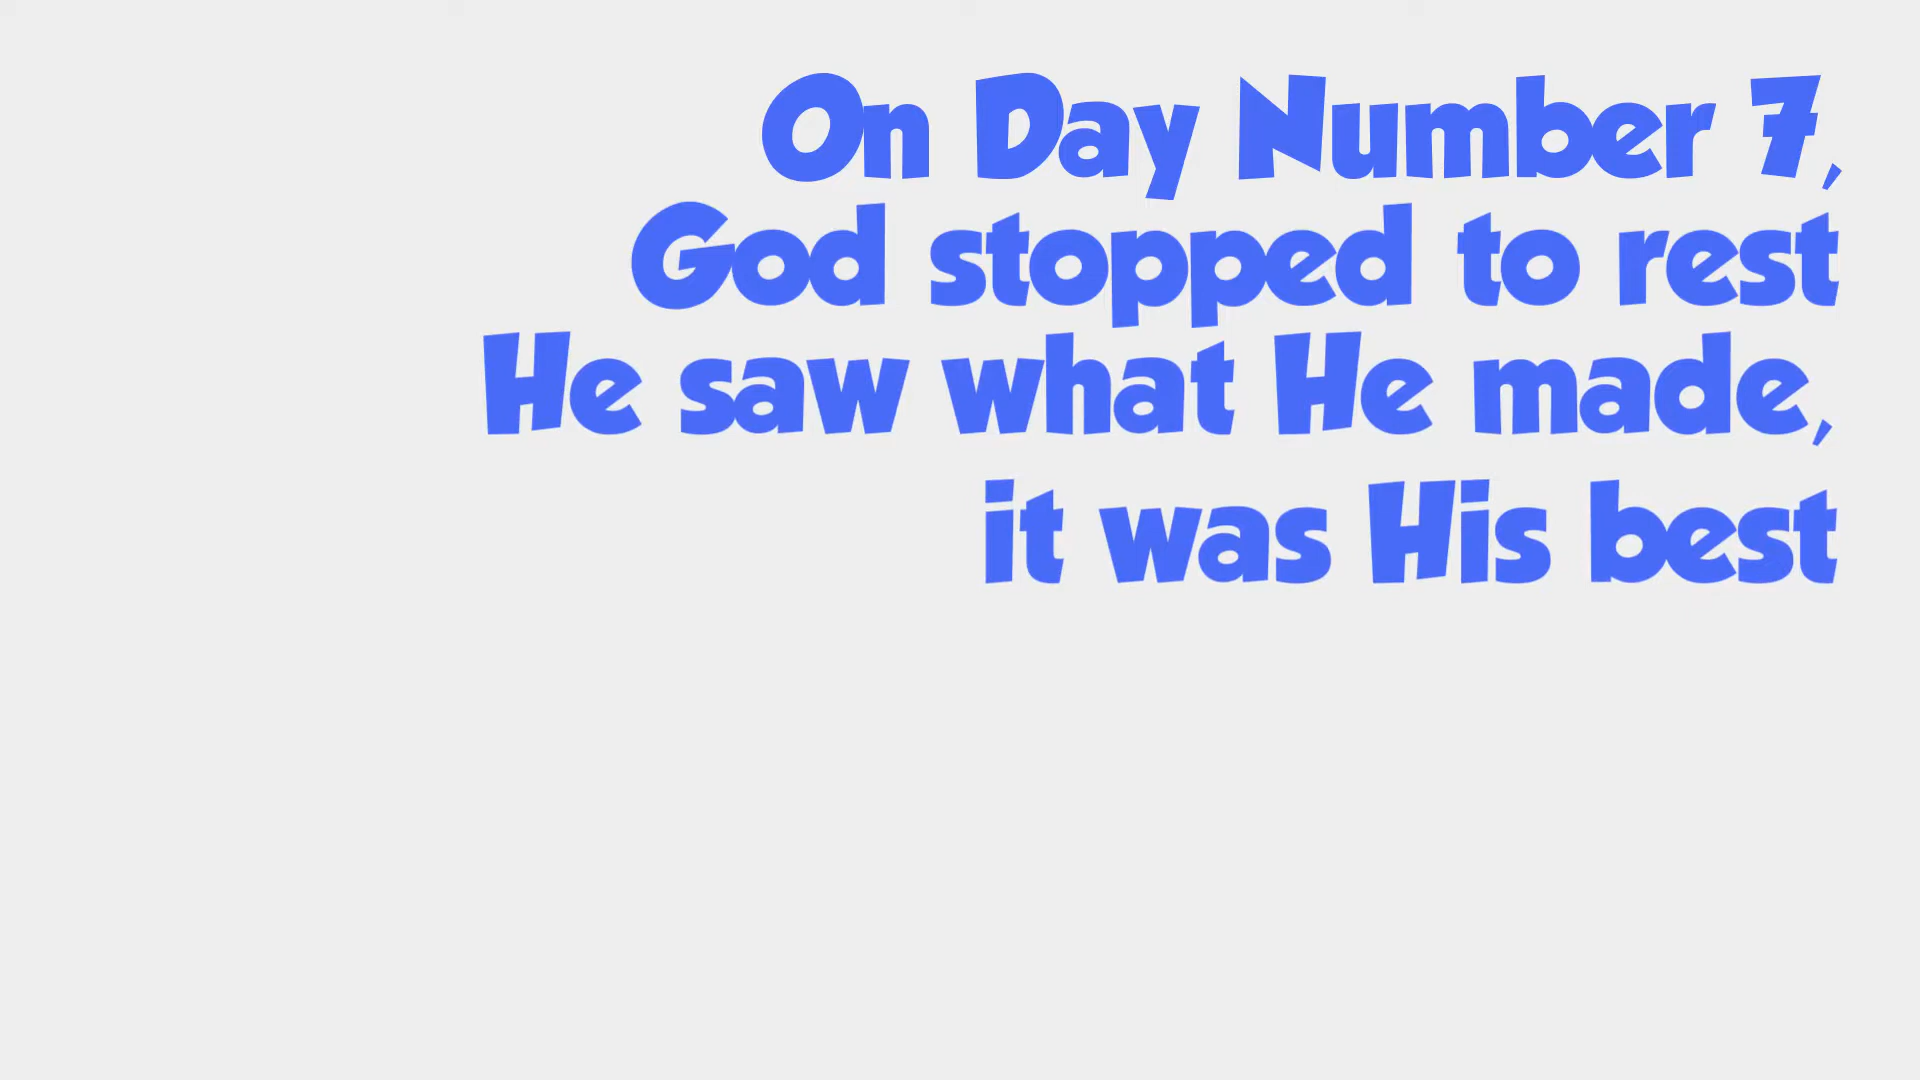 On Day Number 7,
God stopped to rest
He saw what He made,
it was His best